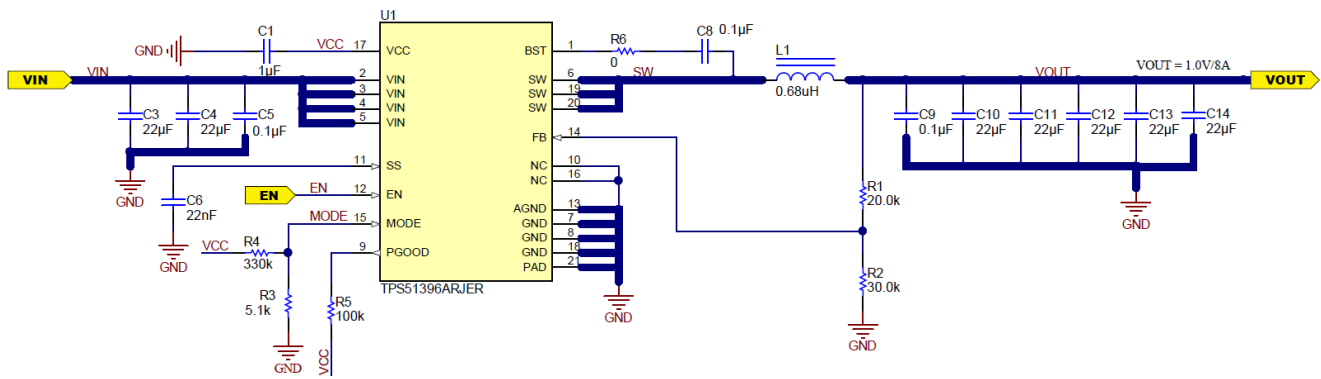 U1
GND
C1
1µF
VCC
17
VCC
BST
1
R6
0
C8
0.1µF
L1
0.68uH
VIN
VIN
2
VIN
3
VIN
4
VIN
5
VIN
SW
6
SW
19
SW
20
SW
VOUT
VOUT = 1.0V/8A
VOUT
C3
22µF
C4
22µF
C5
0.1µF
GND
FB
14
C9
0.1µF
C10
22µF
C11
22µF
C12
22µF
C13
22µF
C14
22µF
GND
11
SS
C6
22nF
GND
EN
EN
12
EN
MODE
15
MODE
VCC
R4
330k
R3
5.1k
GND
9
PGOOD
R5
100k
VCC
NC
10
NC
16
AGND
13
GND
7
GND
8
GND
18
PAD
21
GND
TPS51396ARJER
R1
20.0k
R2
30.0k
GND